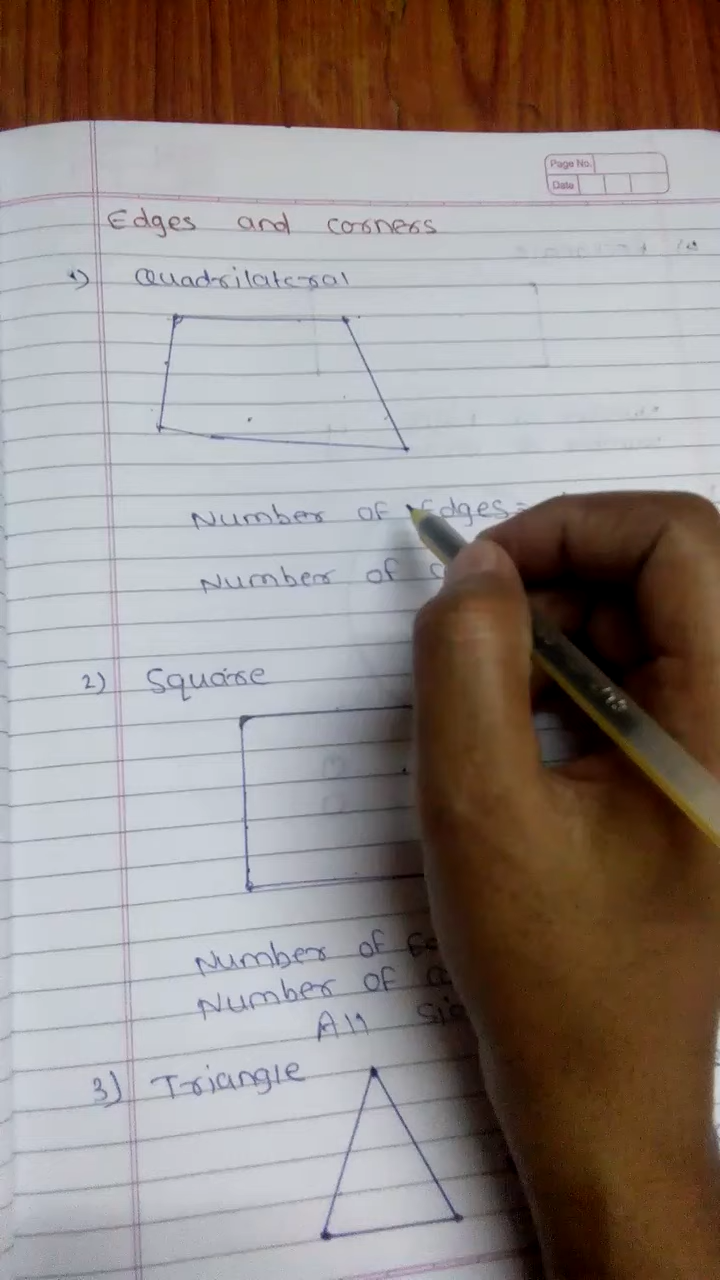 Page No.
Date
Edges and corners
1) Quadrilateral
Number of Edges =
Number of
2) Square
Number of
Number of
All
3) Triangle